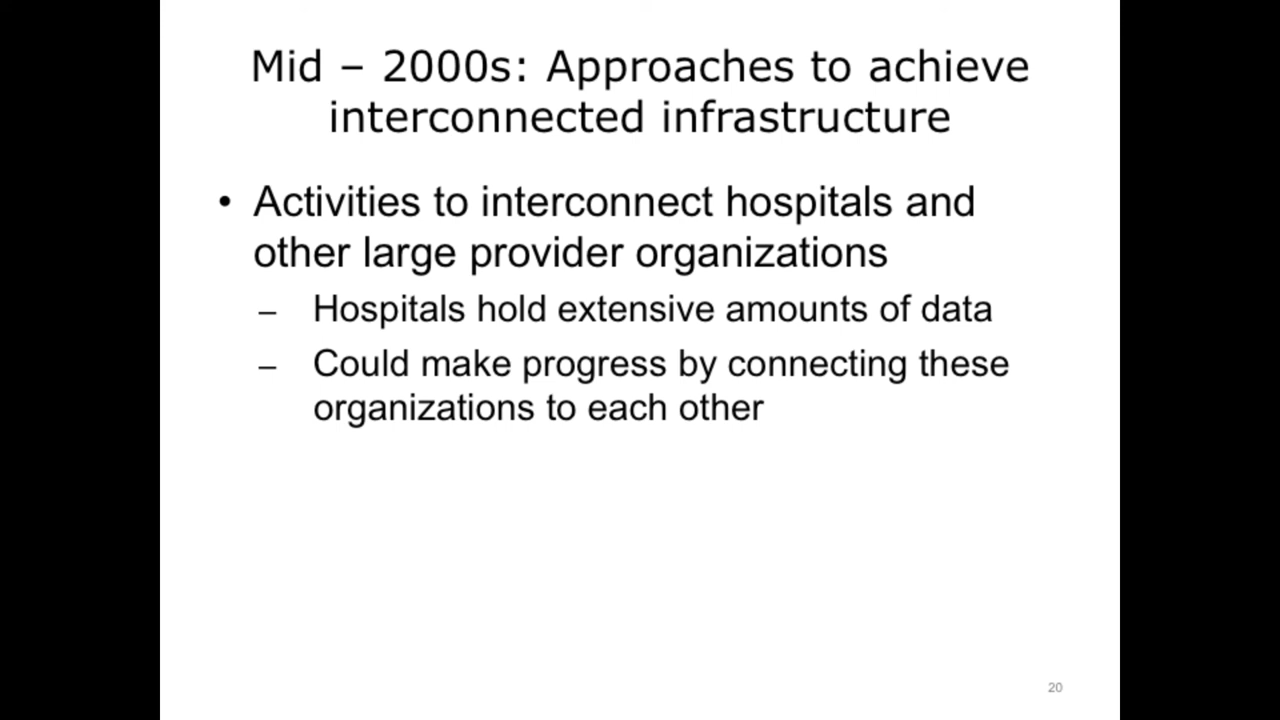 Mid – 2000s: Approaches to achieve
interconnected infrastructure
• Activities to interconnect hospitals and
other large provider organizations
– Hospitals hold extensive amounts of data
– Could make progress by connecting these
organizations to each other
20